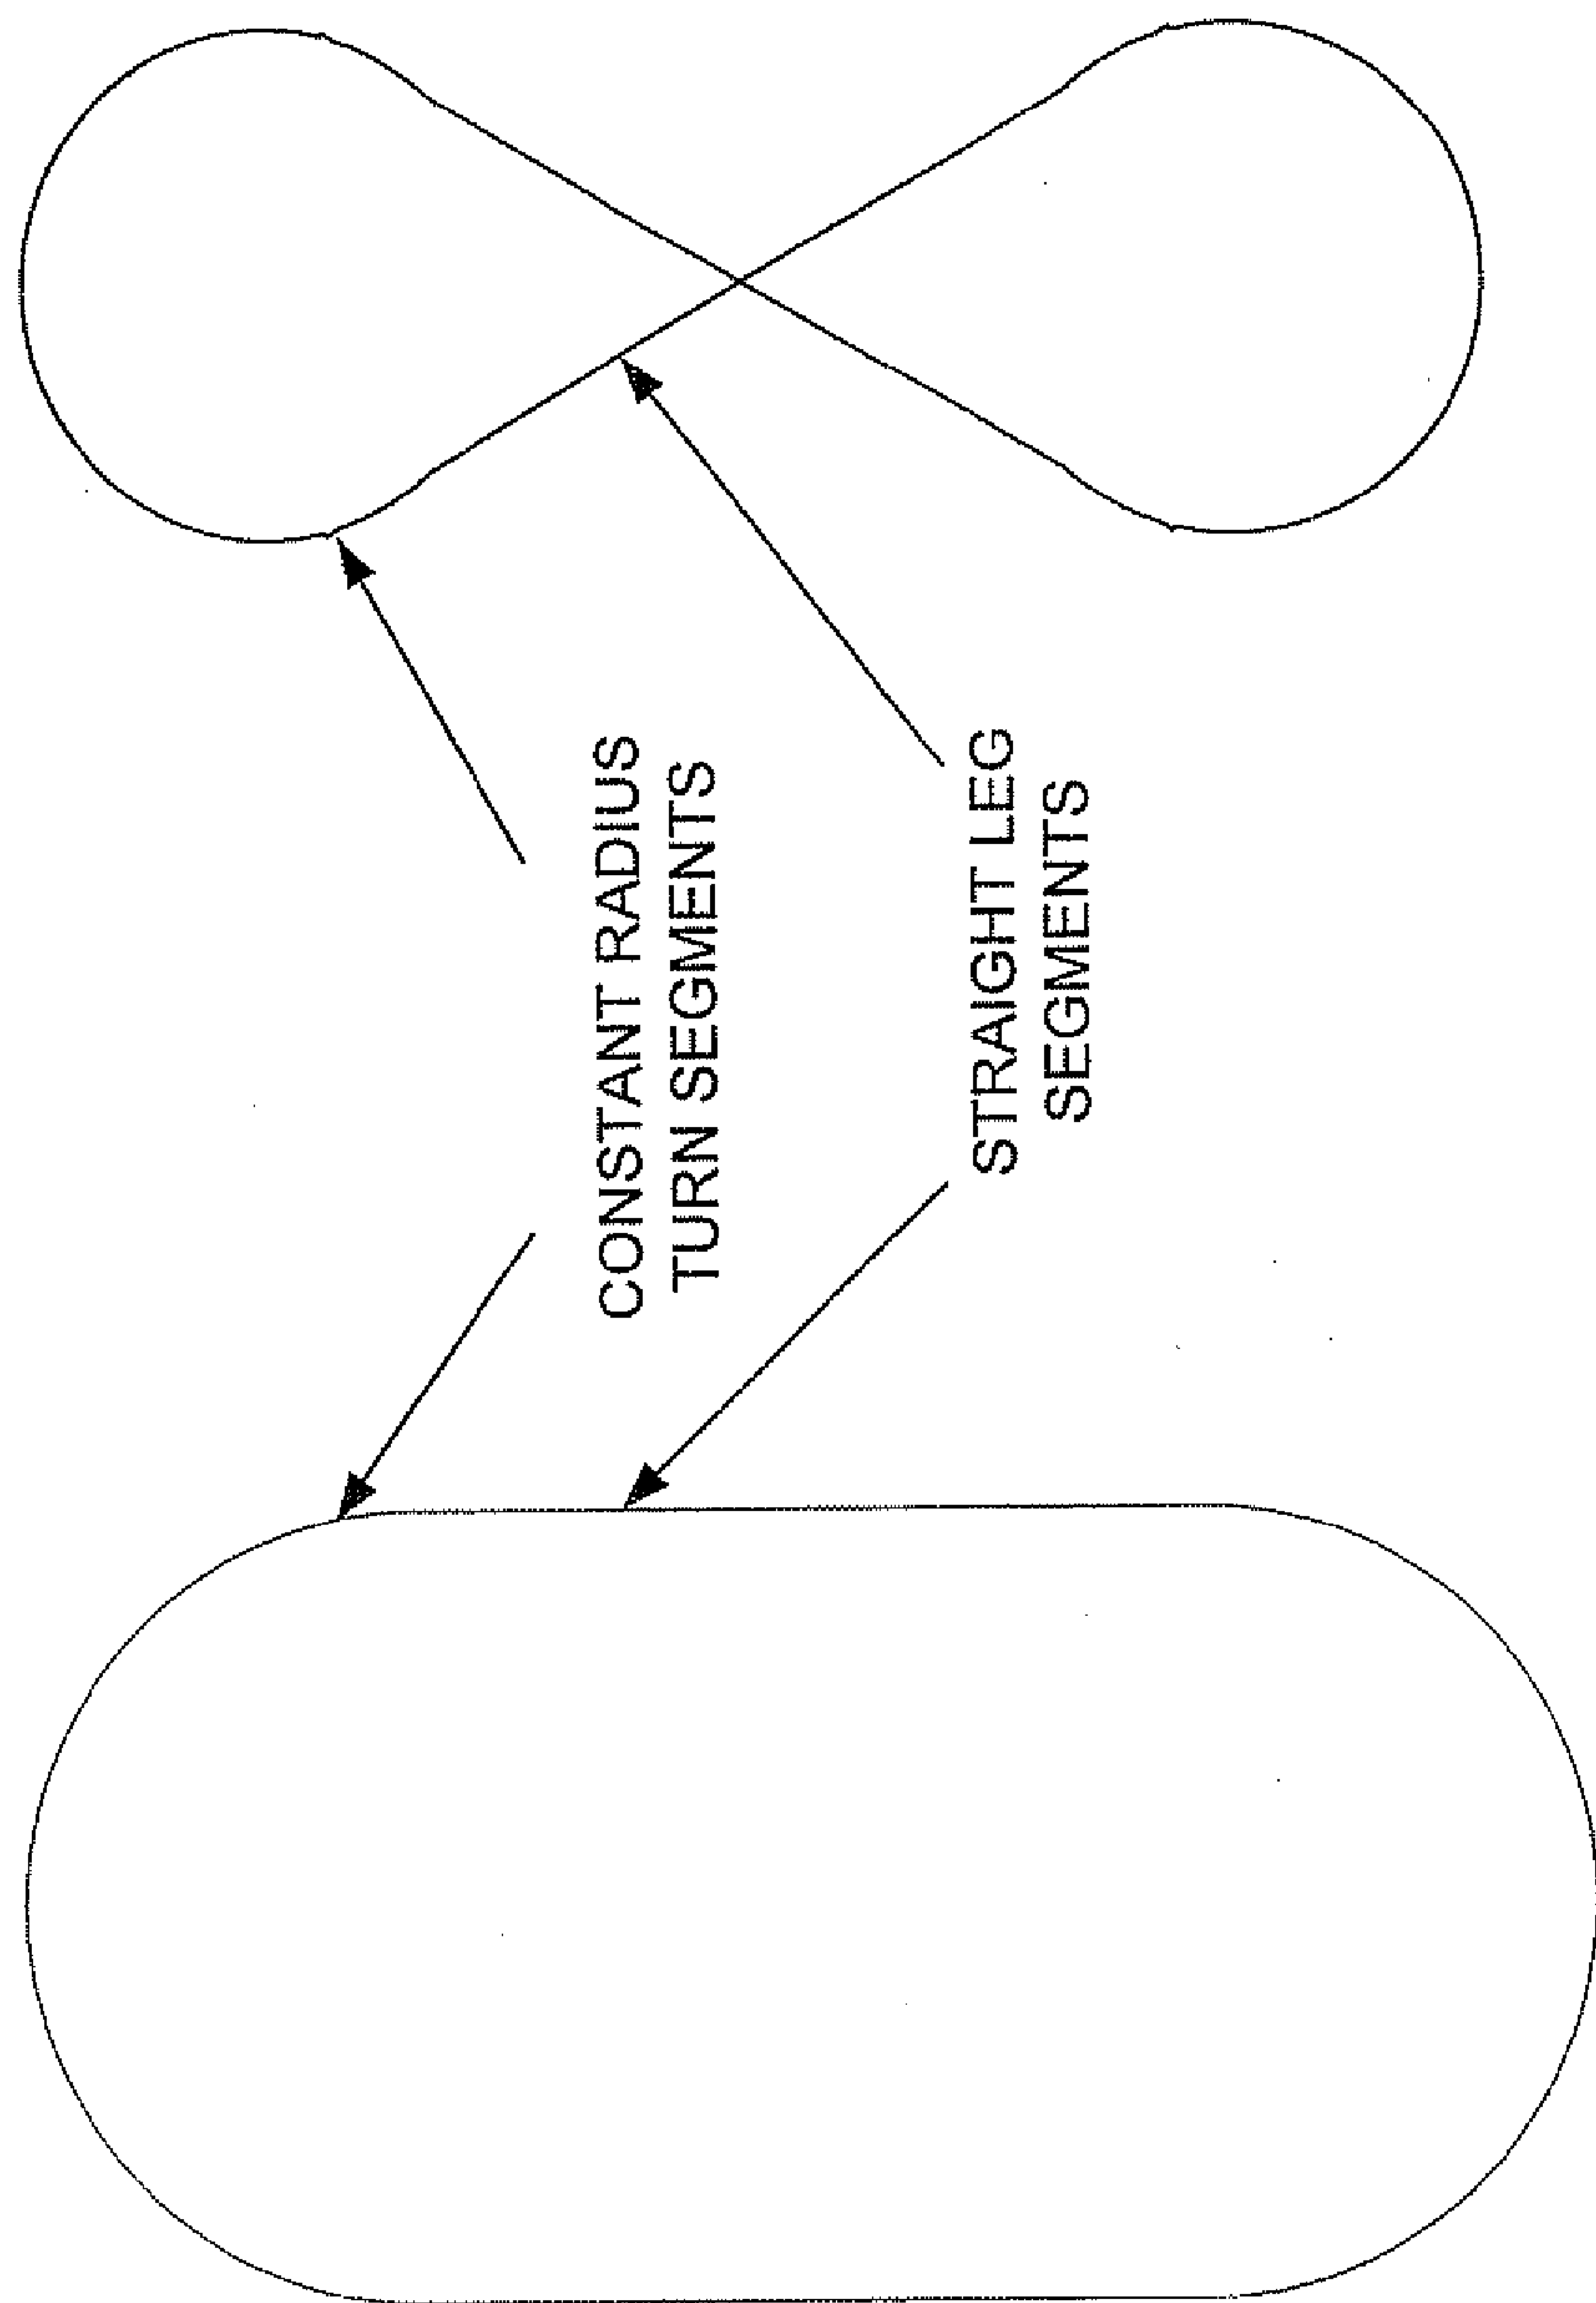 CONSTANT RADIUS
TURN SEGMENTS
STRAIGHT LEG
SEGMENTS